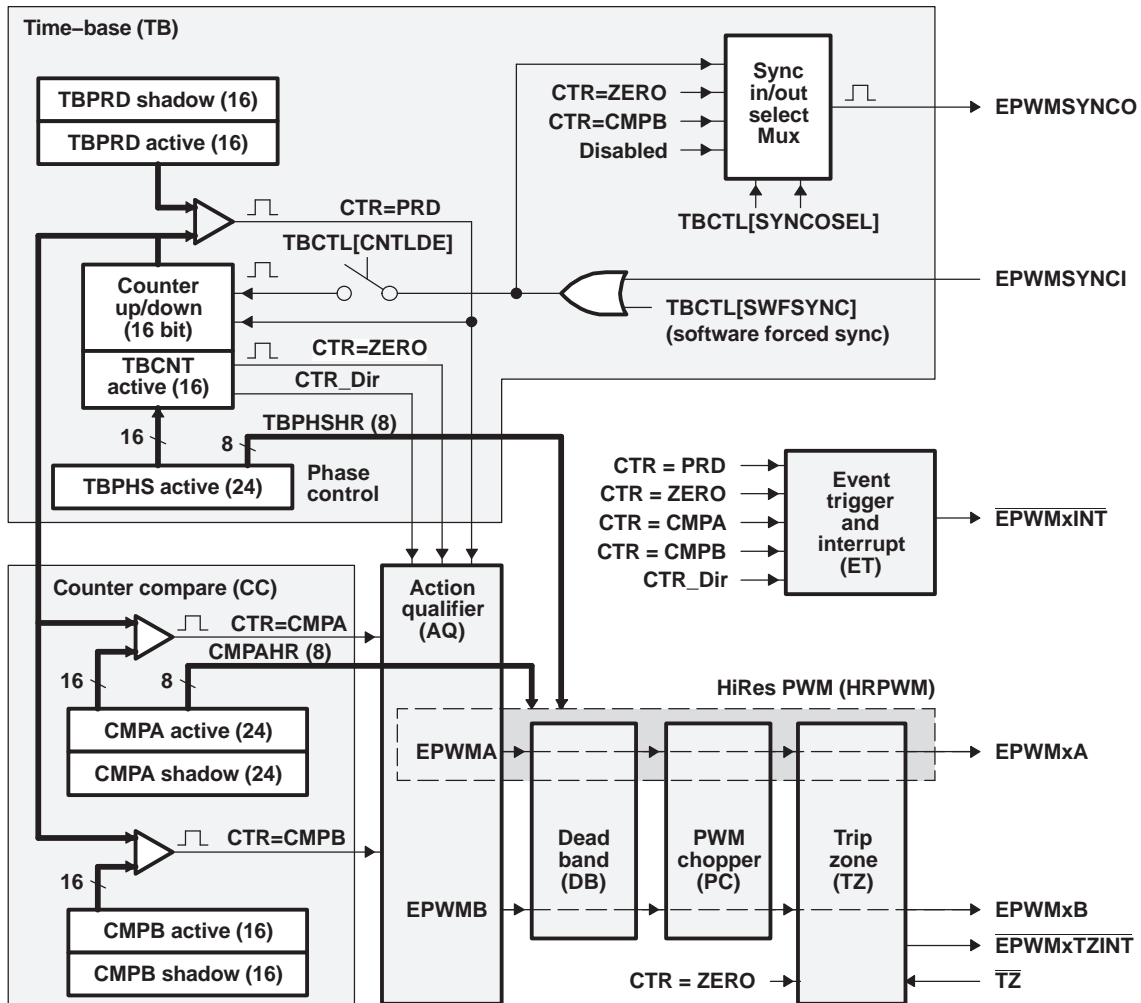 Time−base (TB)
TBPRD shadow (16)
TBPRD active (16)
CTR=PRD
TBCTL[CNTLDE]
Counter
up/down
(16 bit)
TBCNT
active (16)
CTR=ZERO
CTR_Dir
16
8
TBPHSHR (8)
TBPHS active (24)
Phase
control
CTR=ZERO
CTR=CMPB
Disabled
Sync
in/out
select
Mux
TBCTL[SYNCOSEL]
EPWMSYNCO
EPWMSYNCI
TBCTL[SWFSYNC]
(software forced sync)
CTR = PRD
CTR = ZERO
CTR = CMPA
CTR = CMPB
CTR_Dir
Event
trigger
and
interrupt
(ET)
EPWMxINT
Counter compare (CC)
CTR=CMPA
16
8
CMPAHR (8)
CMPA active (24)
CMPA shadow (24)
CTR=CMPB
16
CMPB active (16)
CMPB shadow (16)
Action
qualifier
(AQ)
EPWMA
EPWMB
HiRes PWM (HRPWM)
Dead
band
(DB)
PWM
chopper
(PC)
Trip
zone
(TZ)
CTR = ZERO
EPWMxA
EPWMxB
EPWMxTZINT
TZ